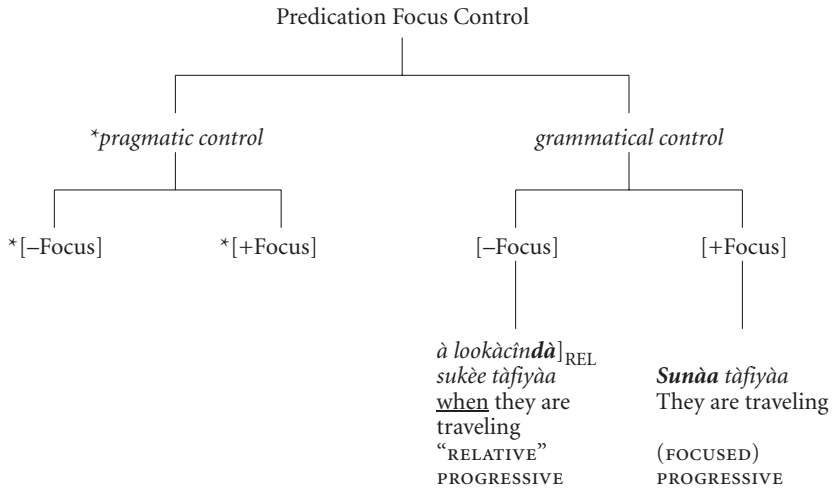 Predication Focus Control
*pragmatic control
grammatical control
*[–Focus]
*[+Focus]
[–Focus]
[+Focus]
à lookàcîndà]REL
sukèe tàfiyàa
when they are
traveling
“RELATIVE”
PROGRESSIVE
Sunàa tàfiyàa
They are traveling
(FOCUSED)
PROGRESSIVE